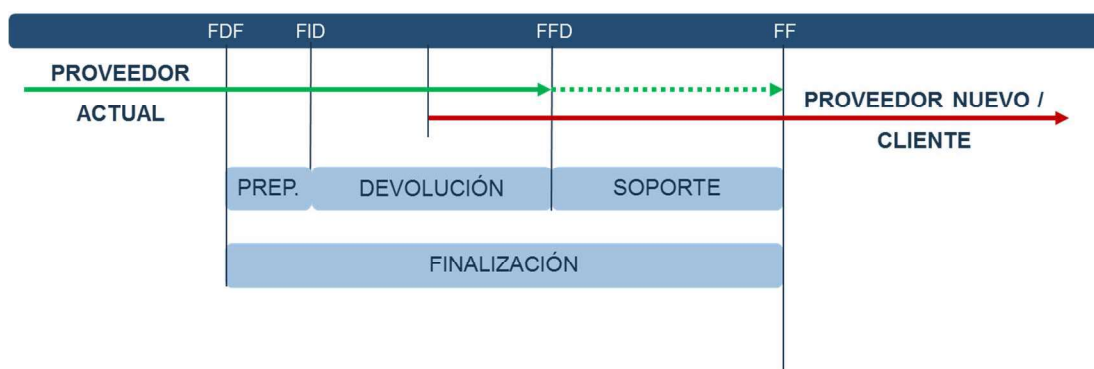 FDF FID FFD FF
PROVEEDOR
ACTUAL
PROVEEDOR NUEVO /
CLIENTE
PREP. DEVOLUCIÓN SOPORTE
FINALIZACIÓN